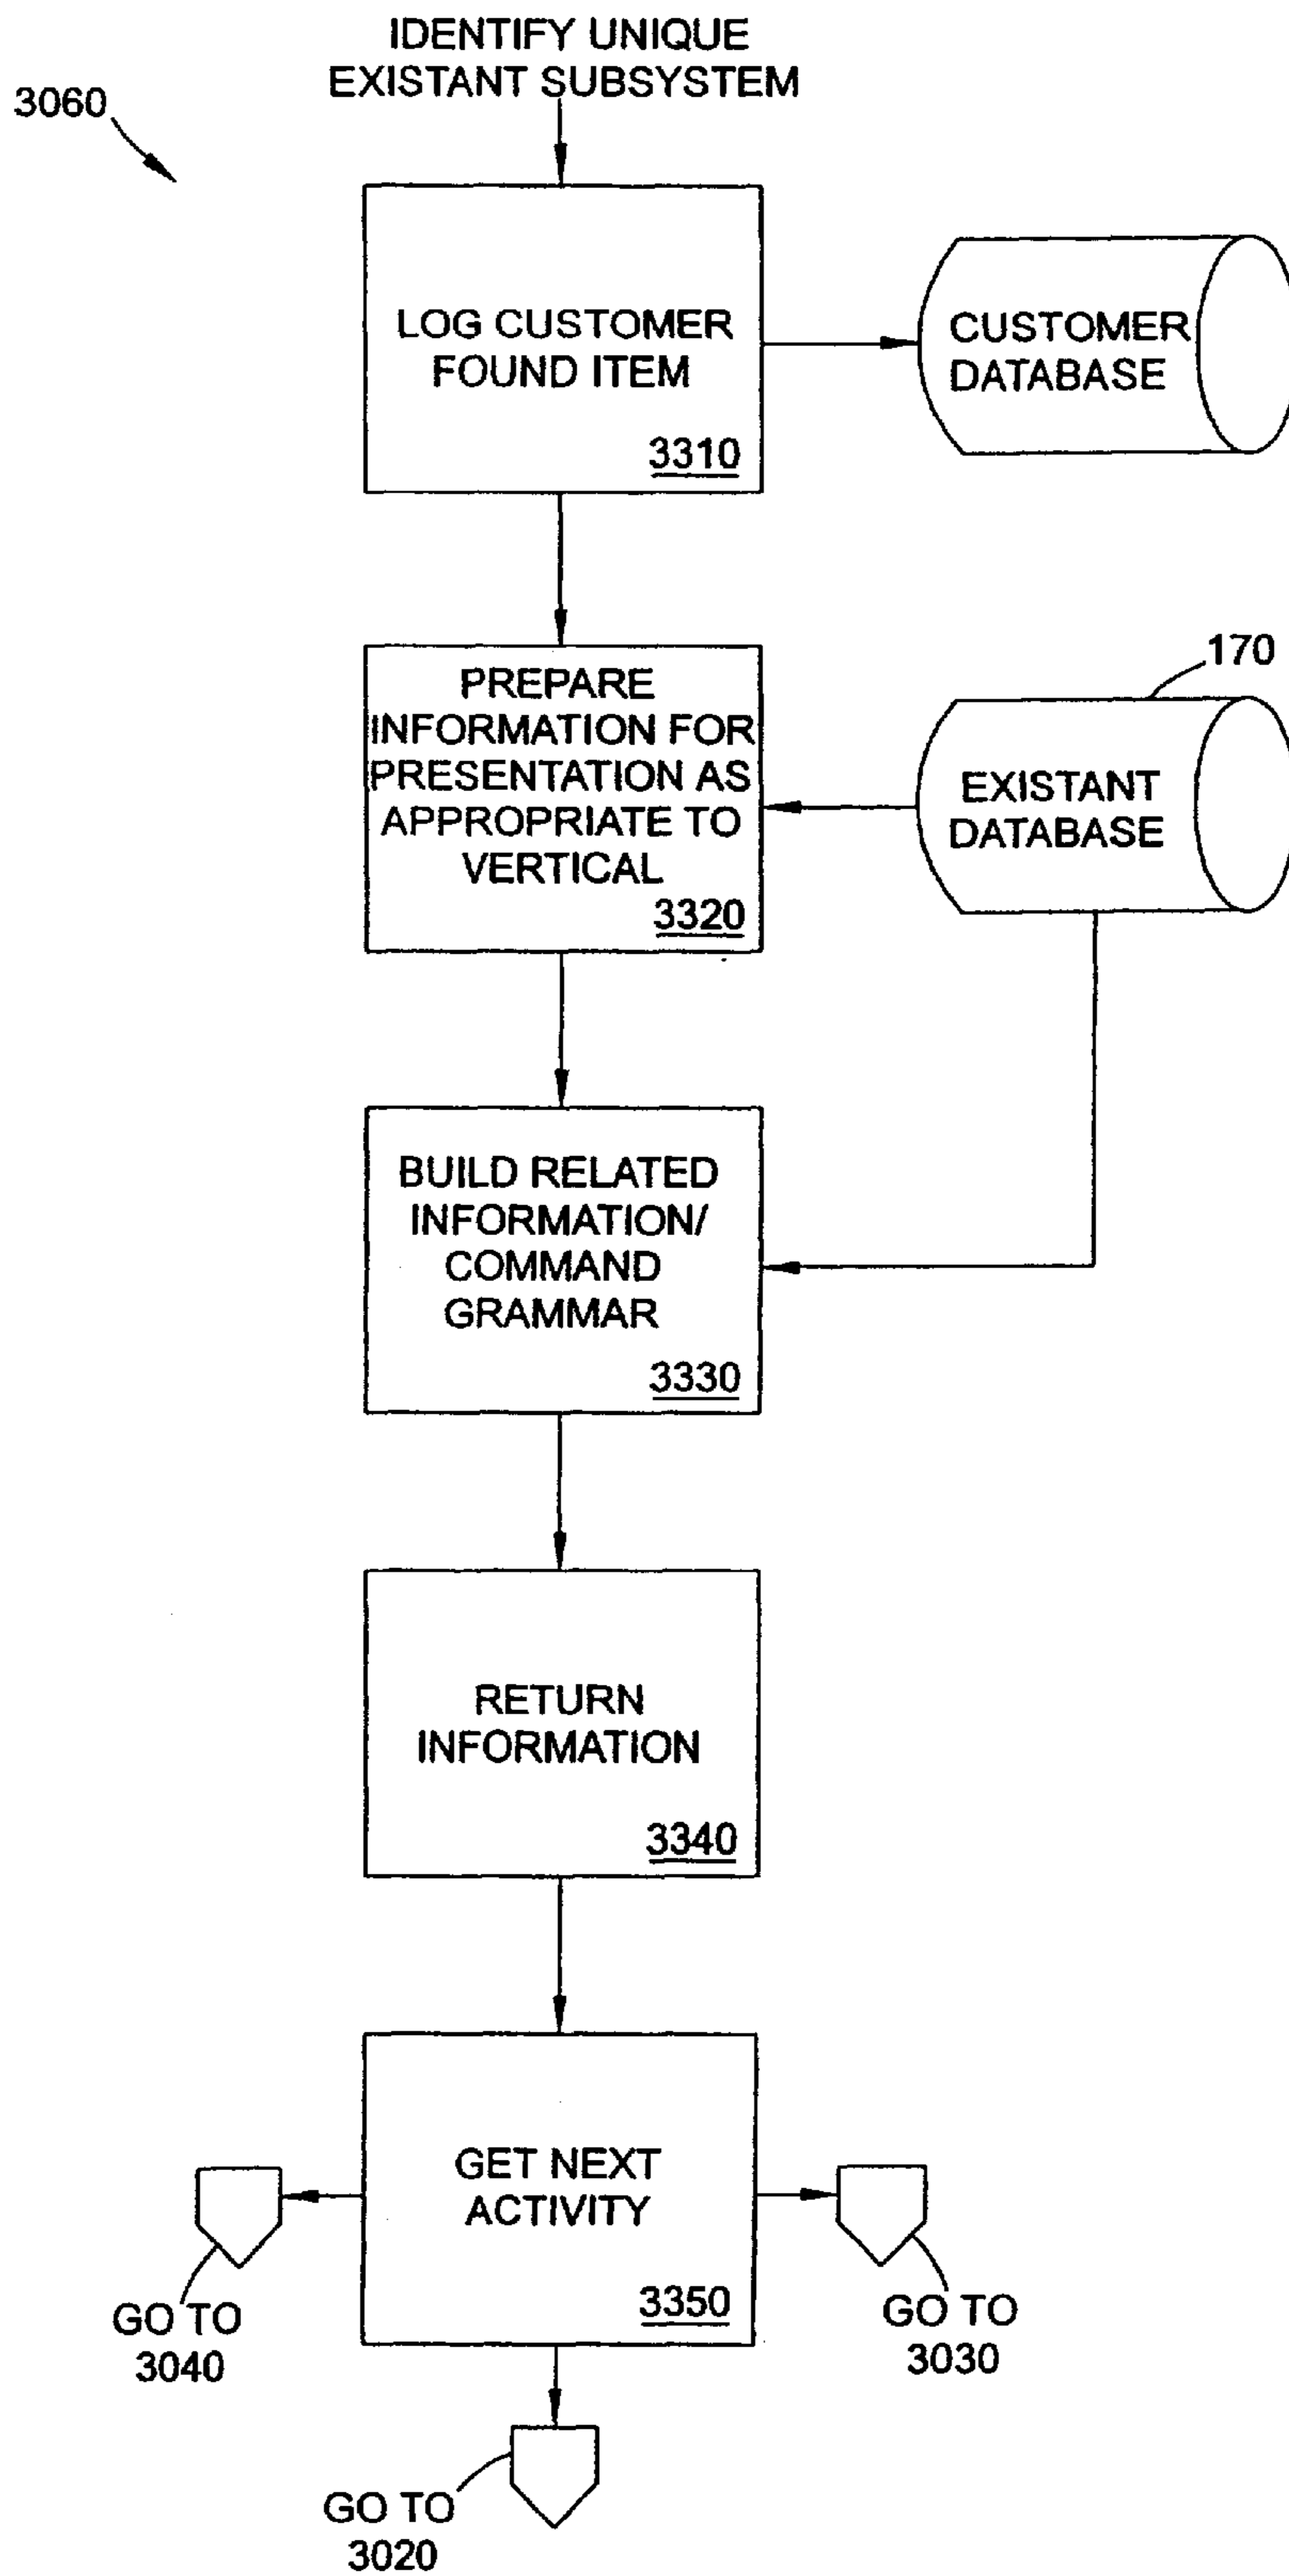 IDENTIFY UNIQUE
EXISTANT SUBSYSTEM
3060
LOG CUSTOMER
FOUND ITEM
3310
CUSTOMER
DATABASE
PREPARE
INFORMATION FOR
PRESENTATION AS
APPROPRIATE TO
VERTICAL
3320
170
EXISTANT
DATABASE
BUILD RELATED
INFORMATION/
COMMAND
GRAMMAR
3330
RETURN
INFORMATION
3340
GET NEXT
ACTIVITY
3350
GO TO
3040
GO TO
3030
GO TO
3020